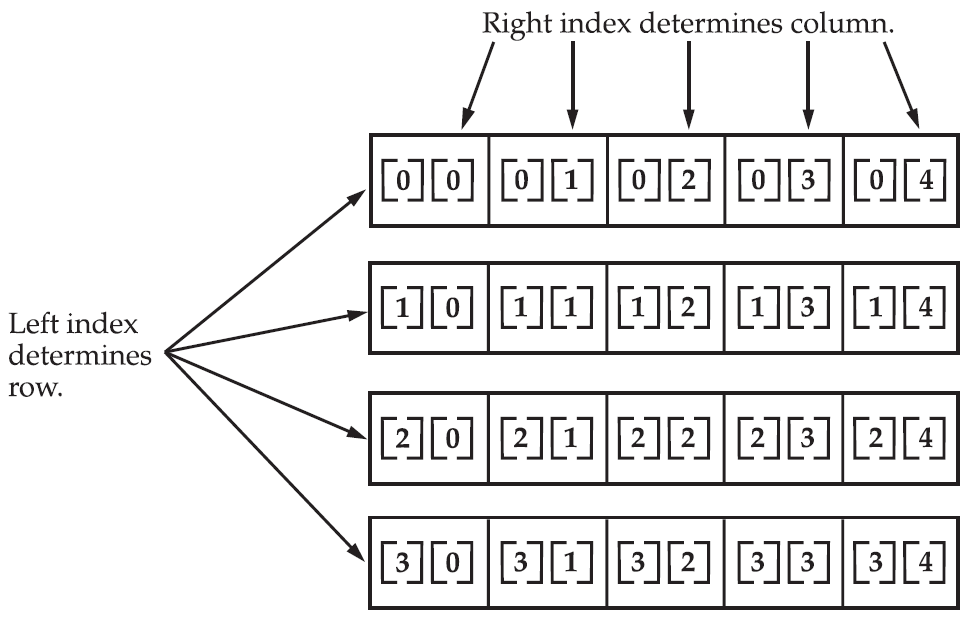 Right index determines column.
[0][0] [0][1] [0][2] [0][3] [0][4]
[1][0] [1][1] [1][2] [1][3] [1][4]
Left index
determines
row.
[2][0] [2][1] [2][2] [2][3] [2][4]
[3][0] [3][1] [3][2] [3][3] [3][4]